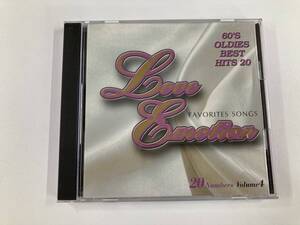 60'S
OLDIES
BEST
HITS 20
Love
FAVORITES SONGS
Emotion
20 Numbers Volume 4